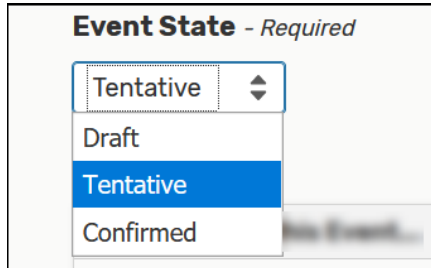 Event State - Required
Tentative
Draft
Tentative
Confirmed